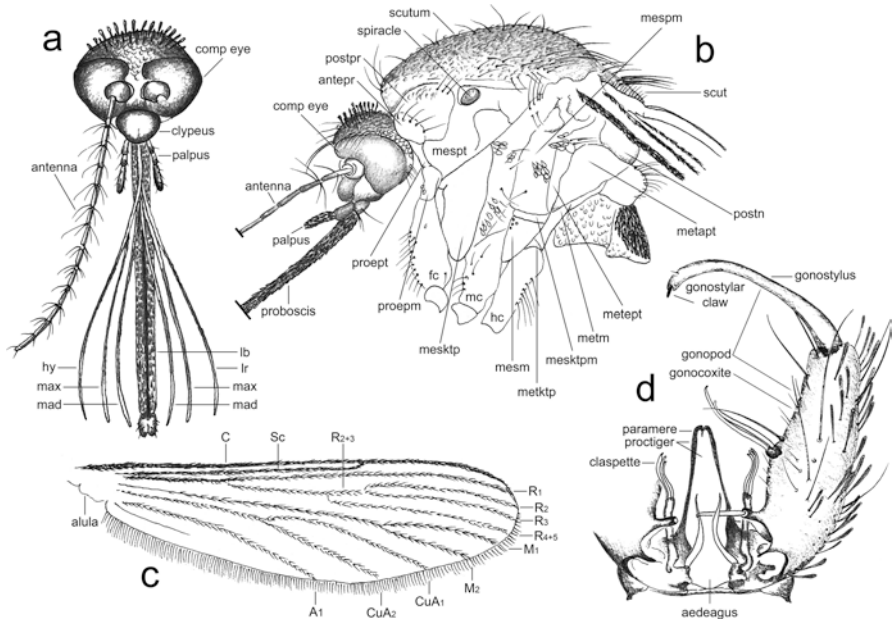 a
comp eye
clypeus
palpus
antenna
lb
hy
lr
max
max
mad
mad
b
mespm
scutum
spiracle
postpr
antepr
comp eye
scut
mespt
antenna
postn
palpus
metapt
proept
proboscis
fc
mc
hc
proepm
metept
metm
mesktp
mesktpm
mesm
metktp
c
C
Sc
R2+3
R1
R2
R3
R4+5
M1
alula
M2
CuA1
CuA2
A1
d
gonostylus
gonostylar
claw
gonopod
gonocoxite
paramere
proctiger
claspette
aedeagus